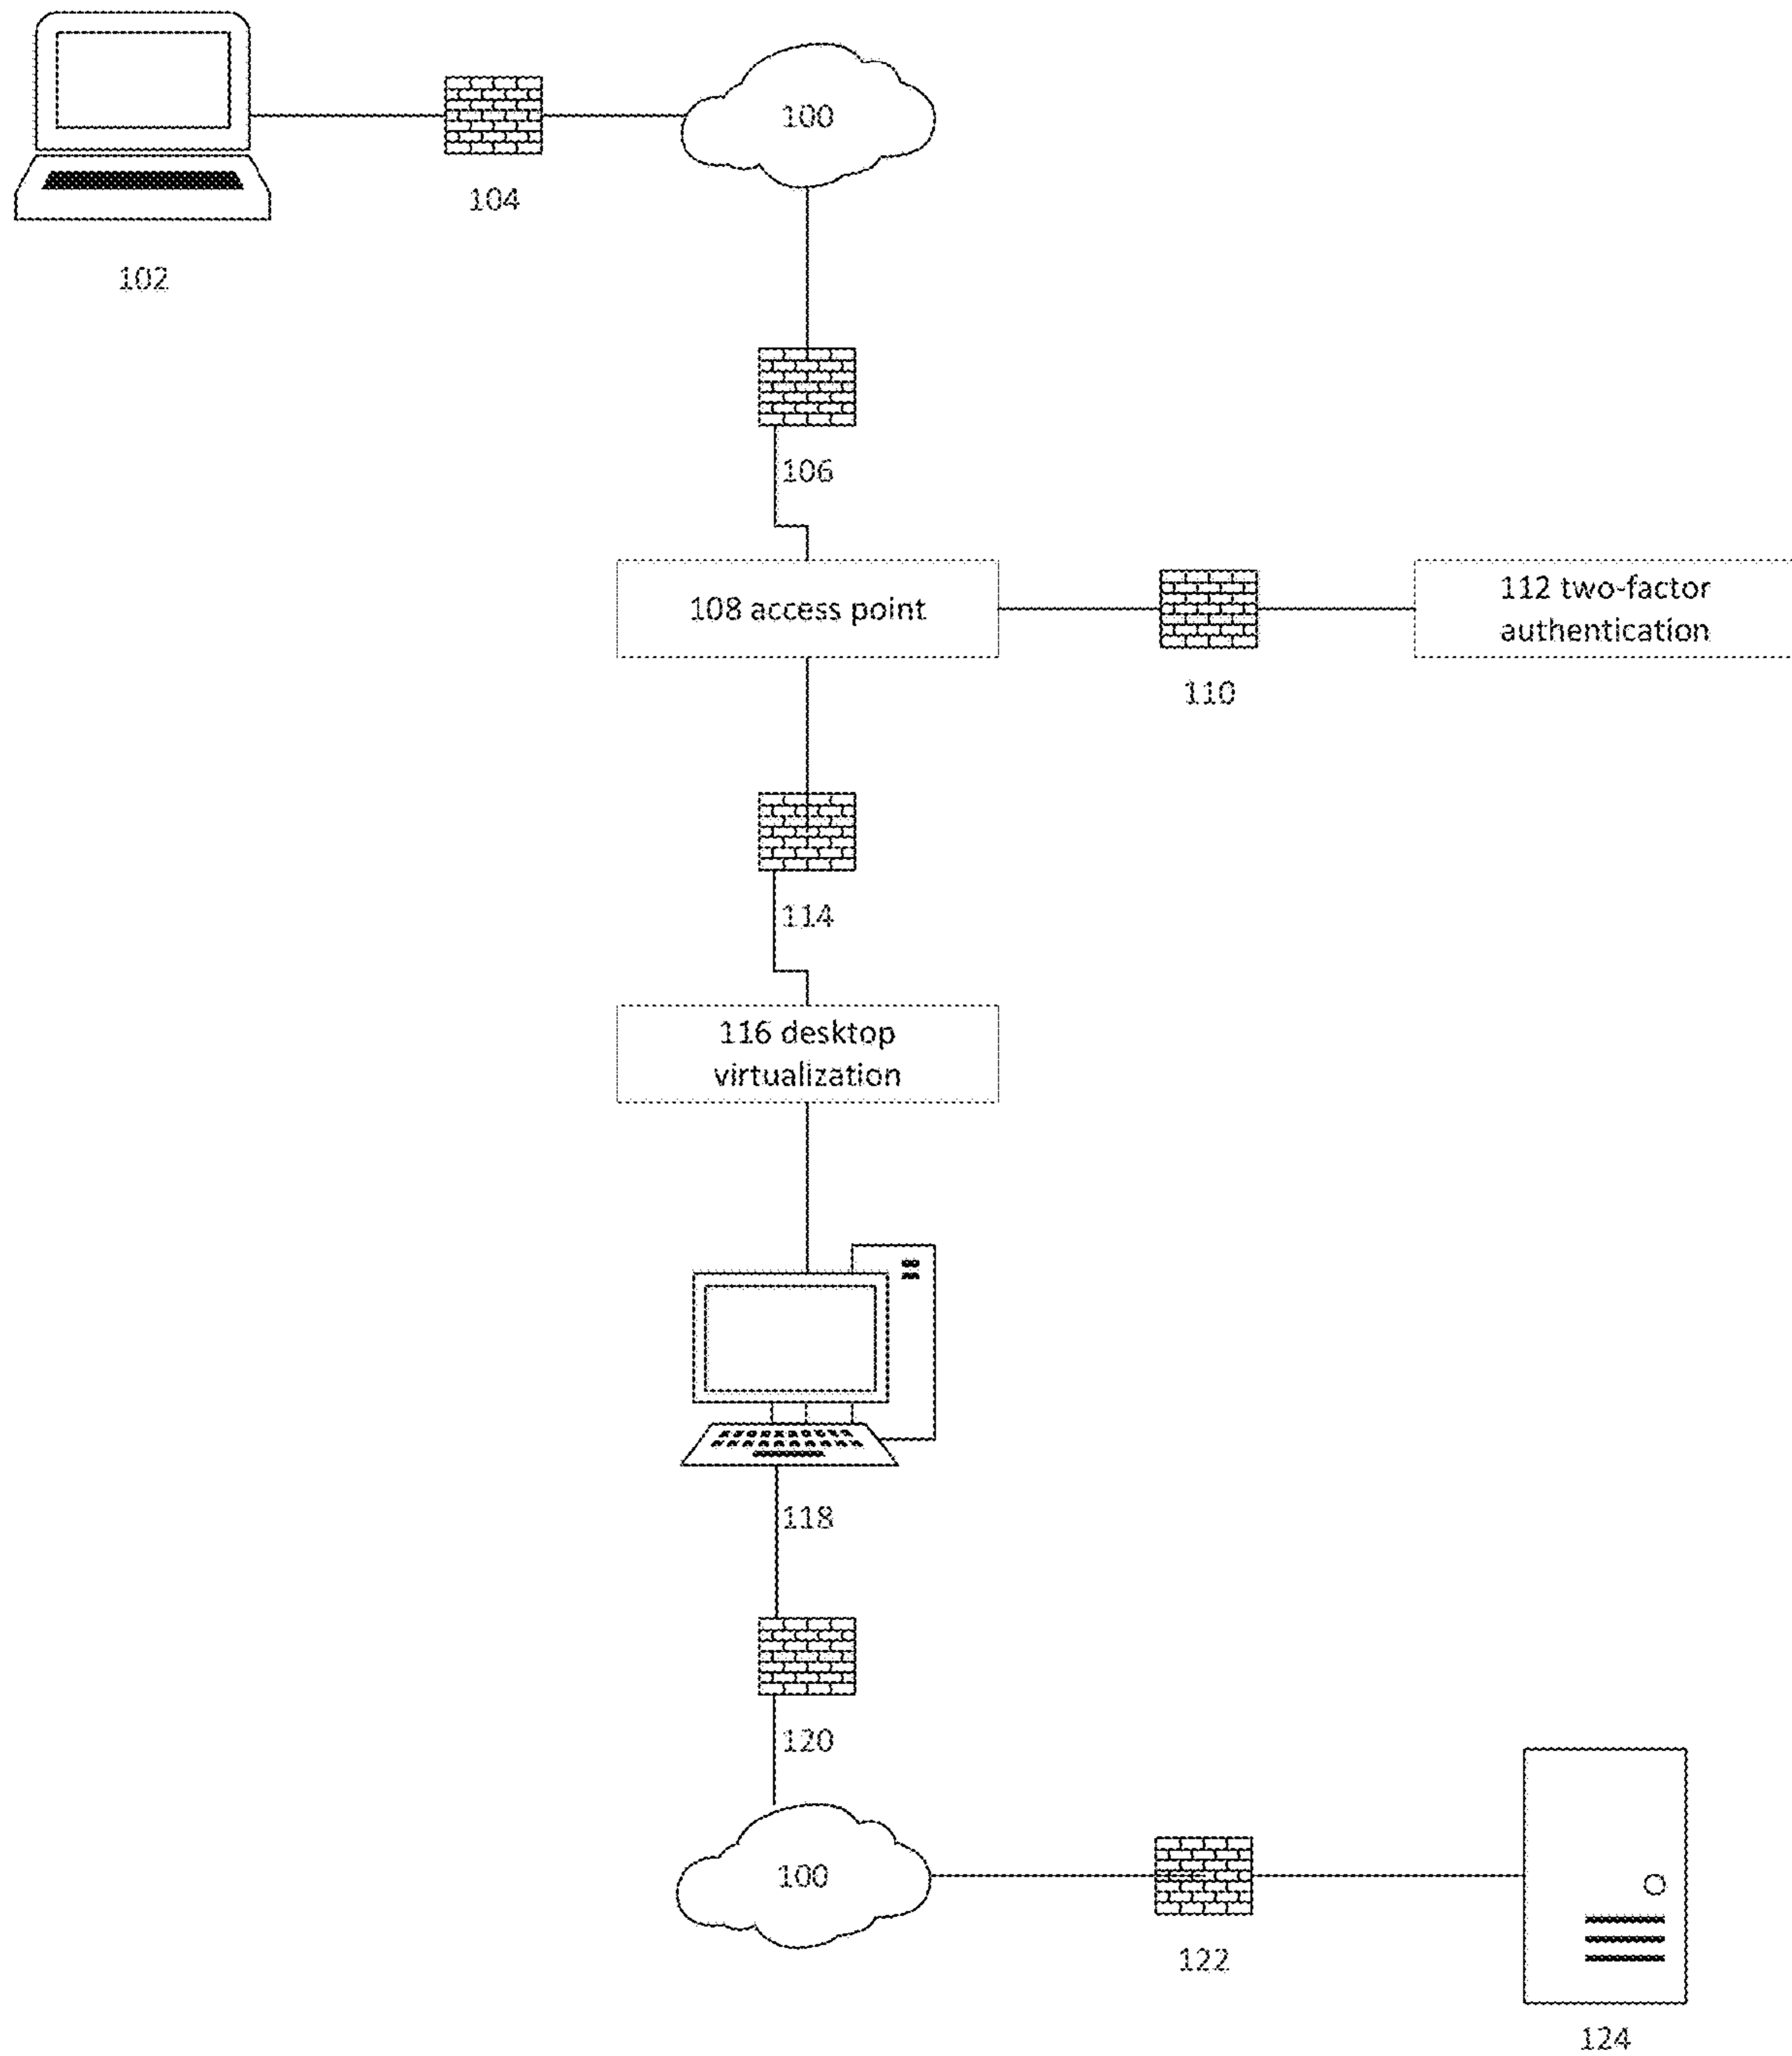 100
104
102
106
108 access point
112 two-factor
authentication
110
114
116 desktop
virtualization
118
120
100
122
124